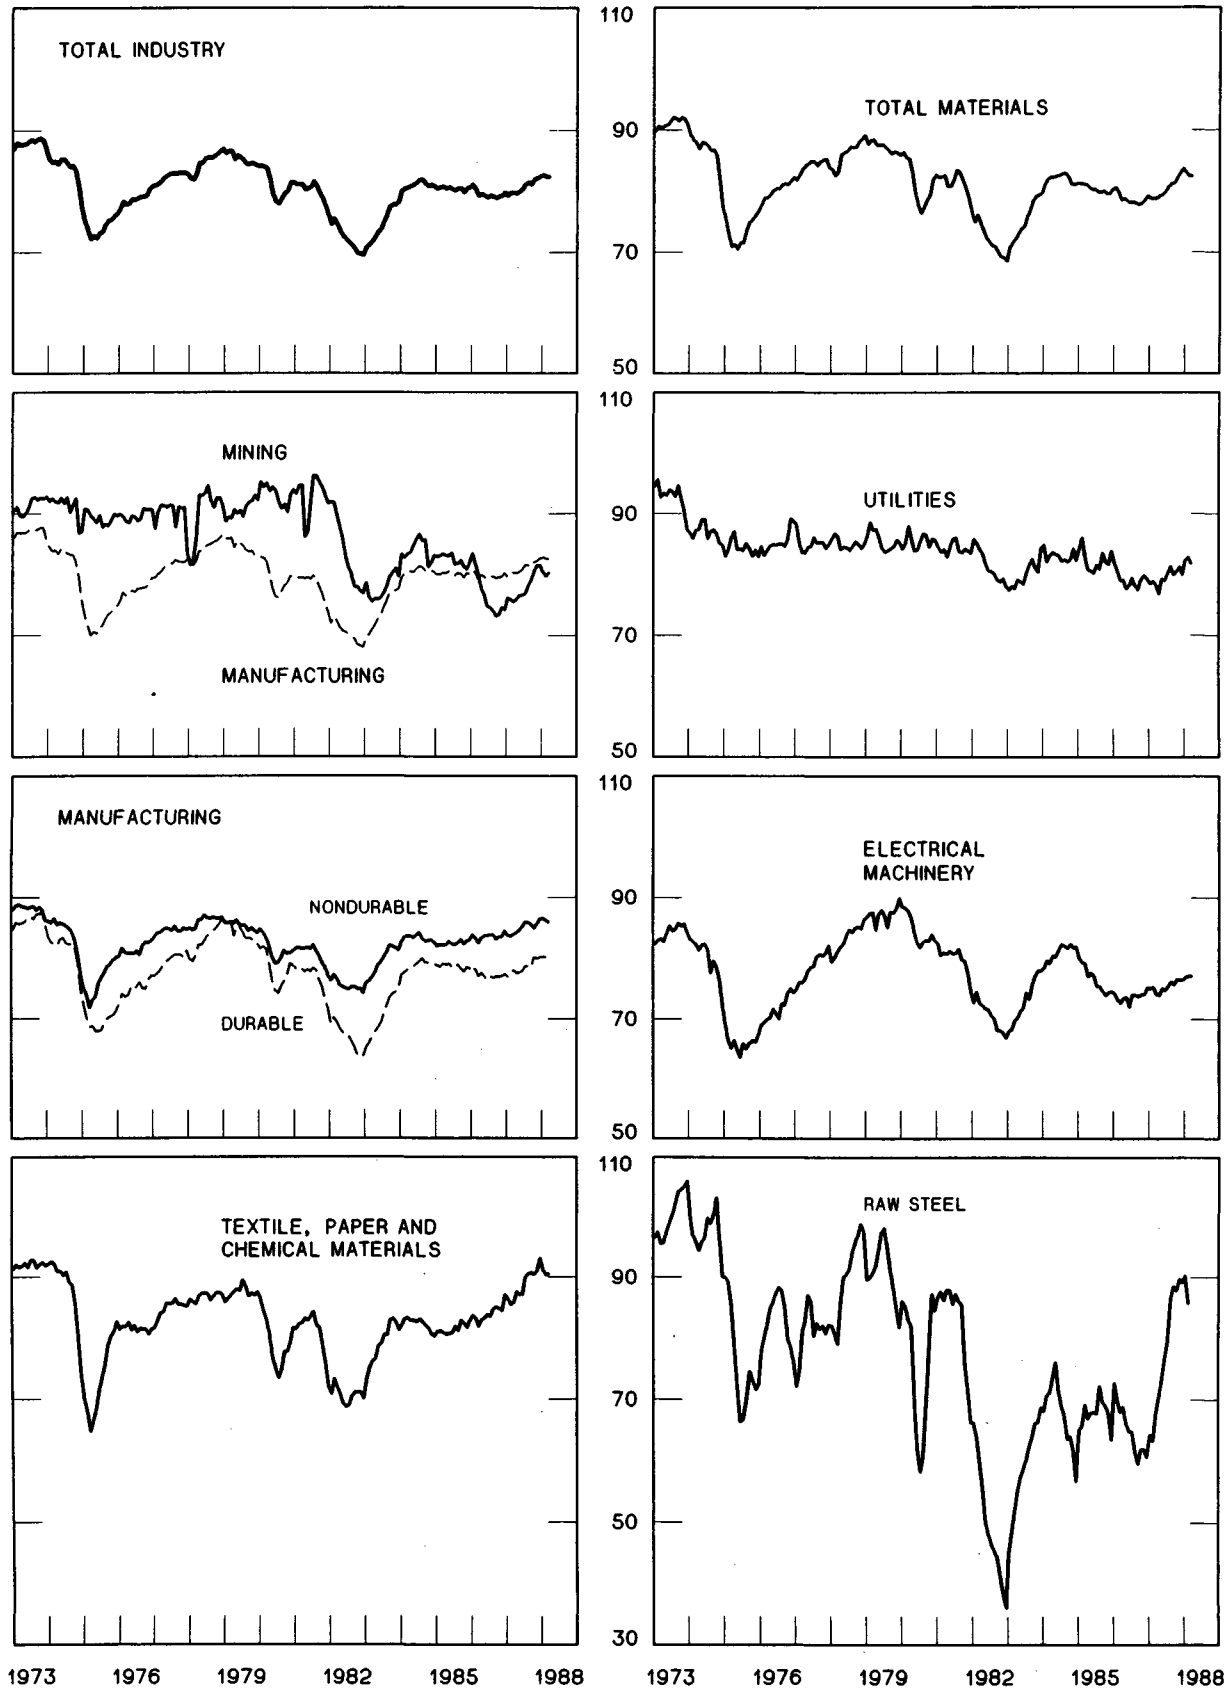 TOTAL INDUSTRY
110
TOTAL MATERIALS
90
70
50
MINING
MANUFACTURING
110
UTILITIES
90
70
50
MANUFACTURING
NONDURABLE
DURABLE
110
ELECTRICAL
MACHINERY
90
70
50
TEXTILE, PAPER AND
CHEMICAL MATERIALS
110
RAW STEEL
90
70
50
30
1973 1976 1979 1982 1985 1988
1973 1976 1979 1982 1985 1988